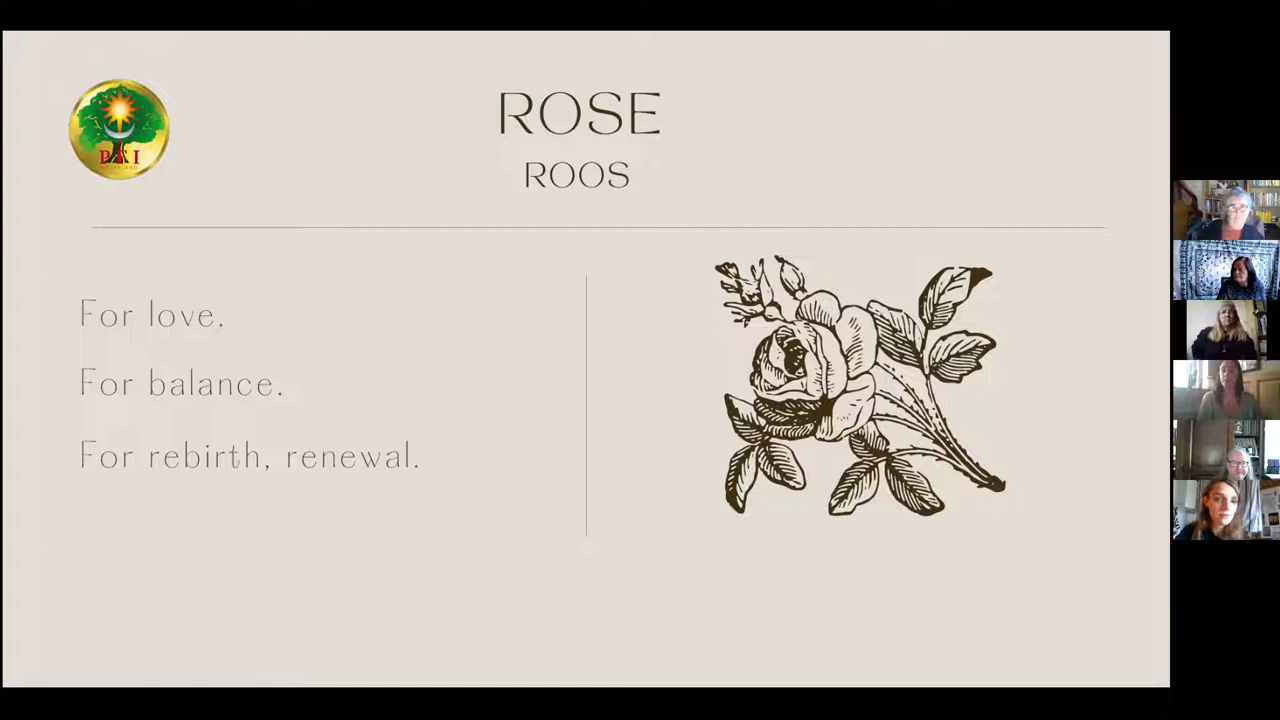 ROSE
ROOS
For love.
For balance.
For rebirth, renewal.